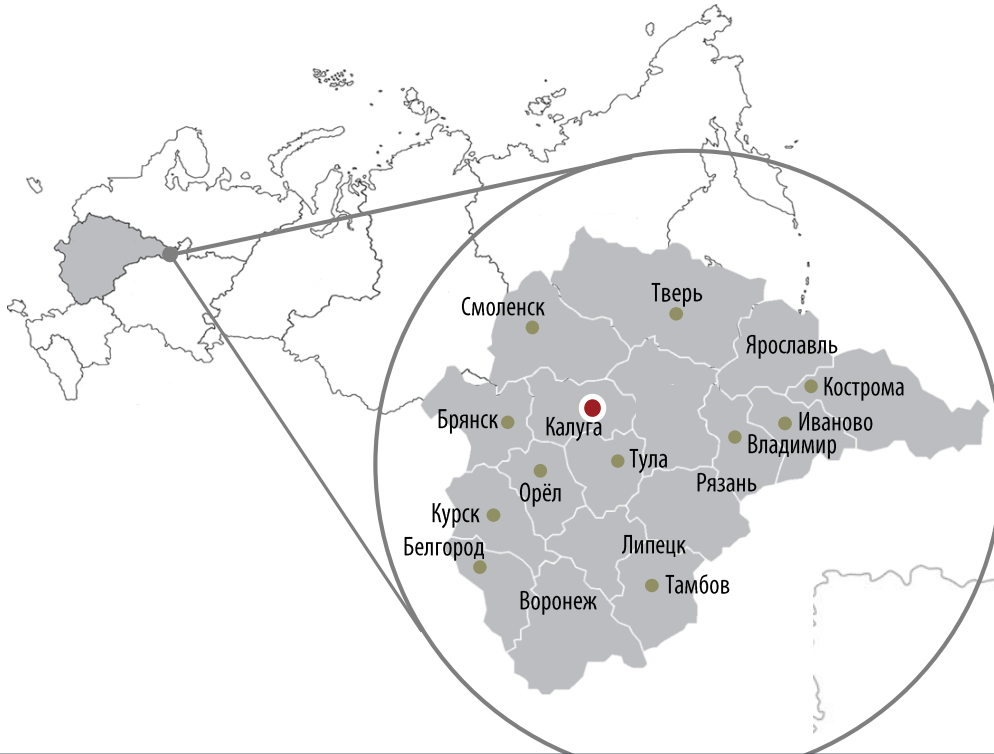 Тверь
Смоленск
Ярославль
Кострома
Брянск
Калуга
Иваново
Владимир
Тула
Рязань
Орёл
Курск
Белгород
Липецк
Тамбов
Воронеж